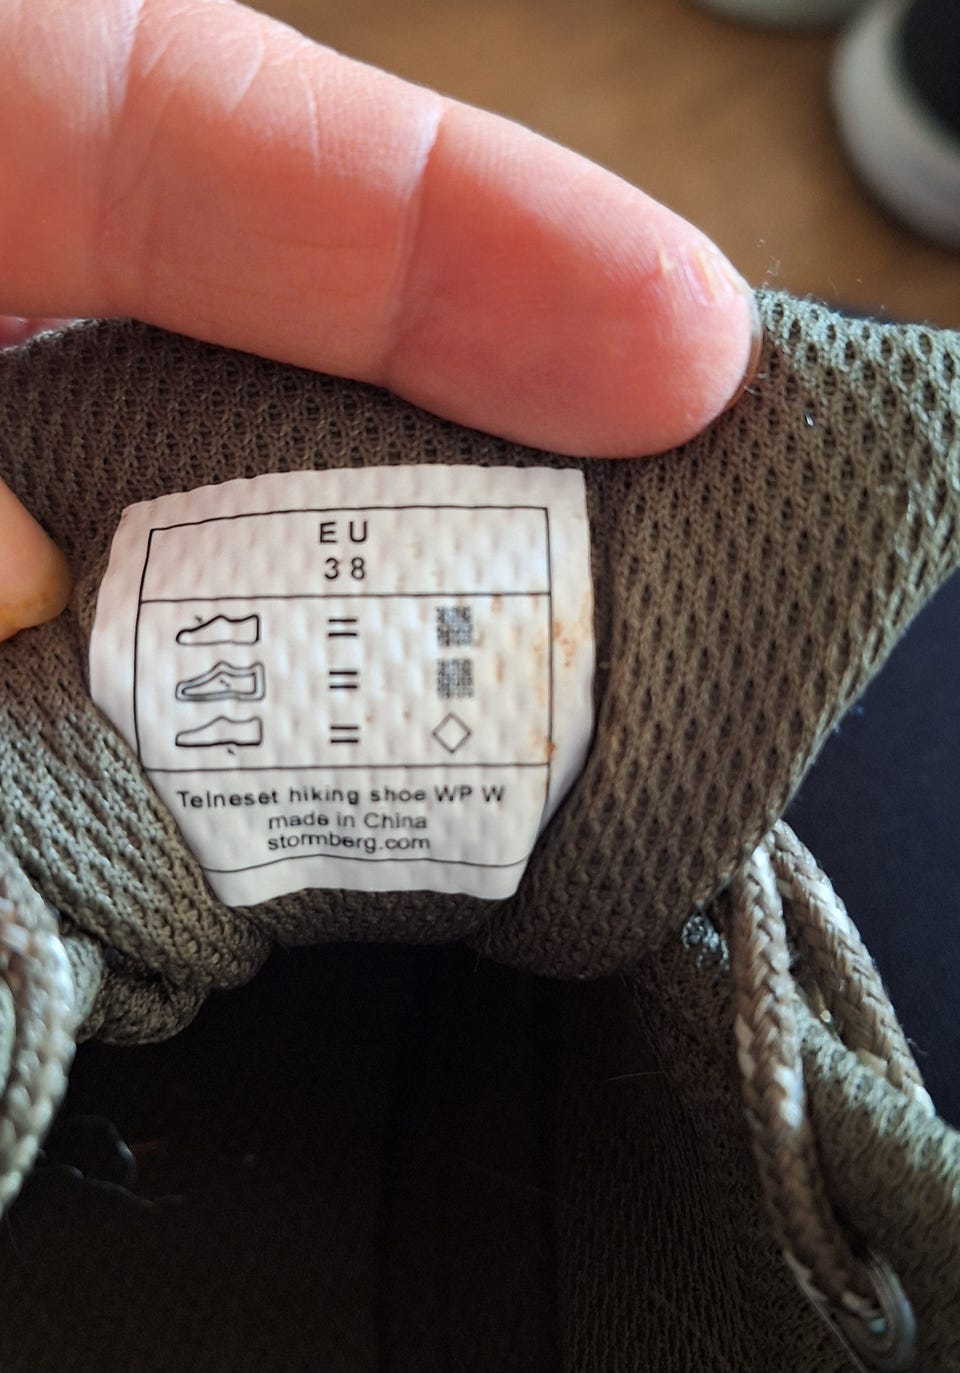 EU
38
=
=
=
Telneset hiking shoe WP W
made in China
stormberg.com